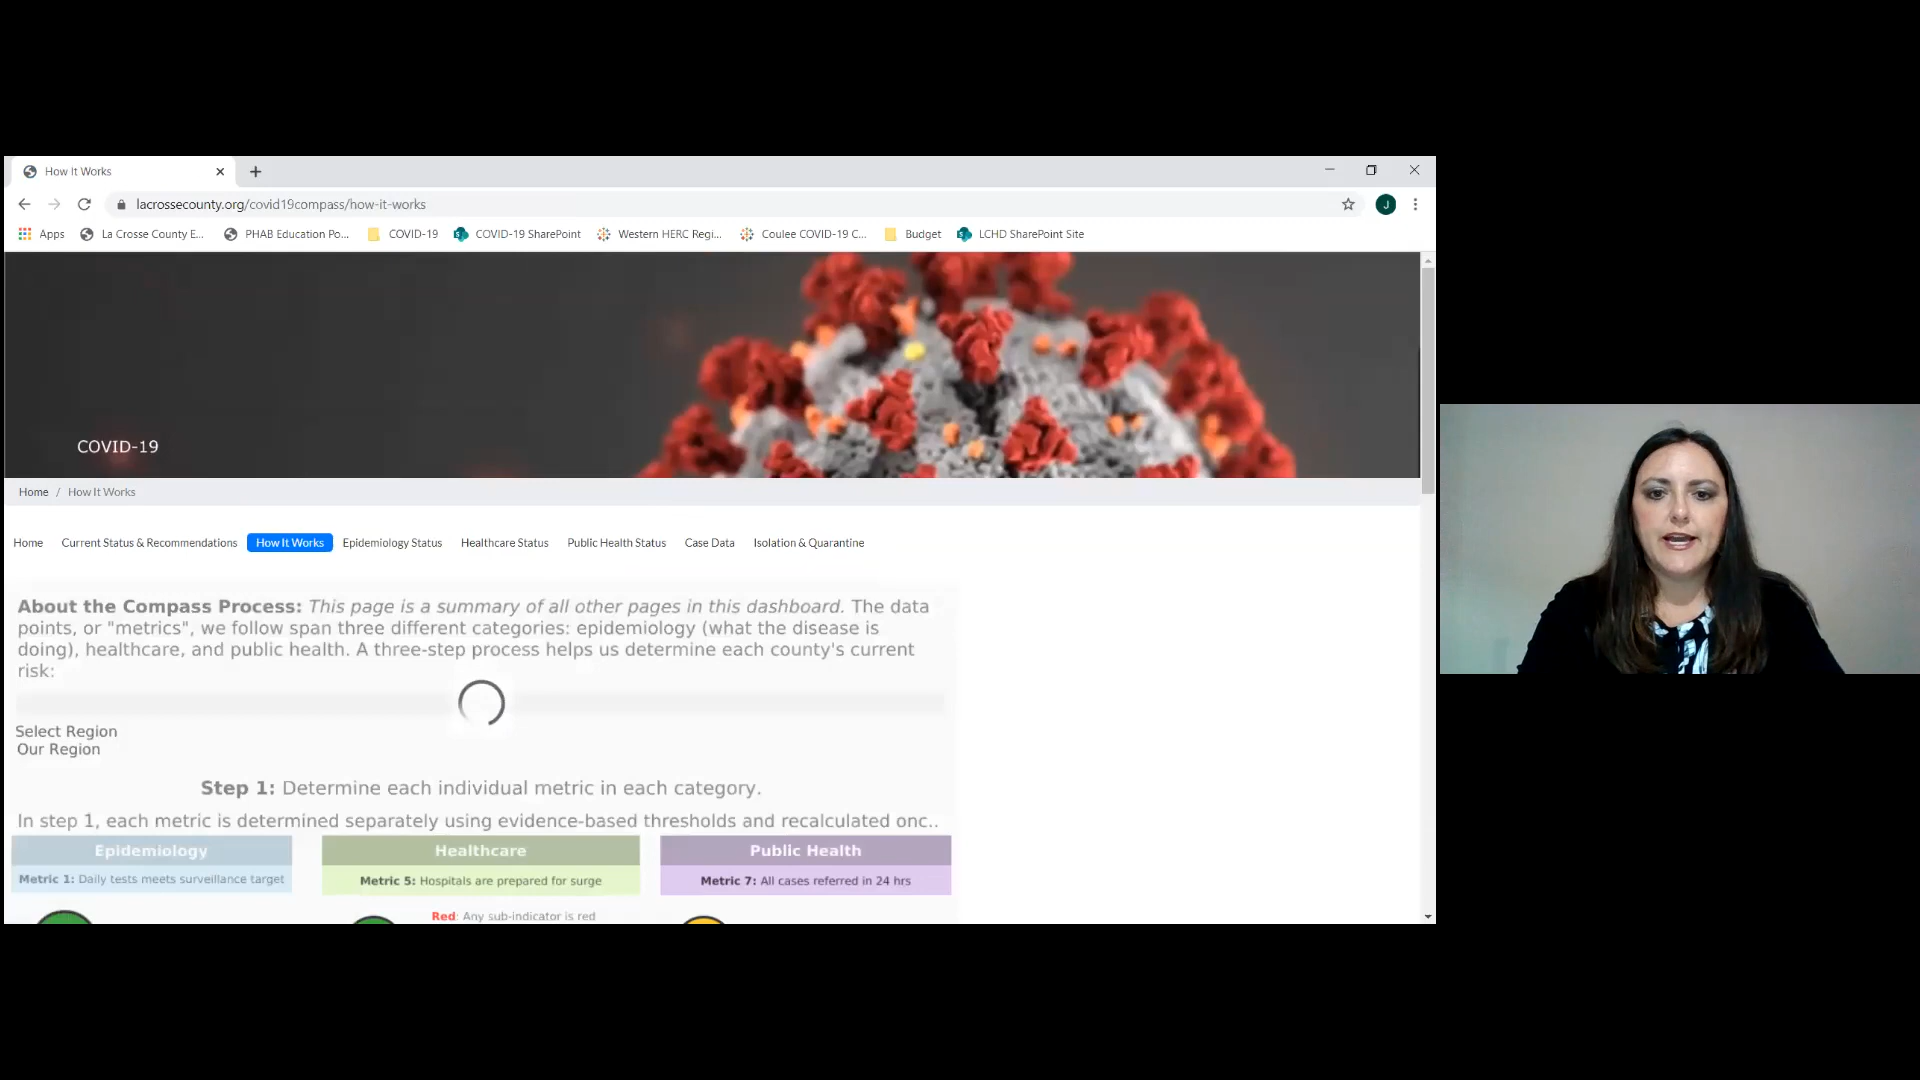 How It Works
lacrossecounty.org/covid19compass/how-it-works
J
Apps La Crosse County E... PHAB Education Po... COVID-19 COVID-19 SharePoint Western HERC Regi... Coulee COVID-19 C... Budget LCHD SharePoint Site
COVID-19
Home / How It Works
Home Current Status & Recommendations How It Works Epidemiology Status Healthcare Status Public Health Status Case Data Isolation & Quarantine
About the Compass Process: This page is a summary of all other pages in this dashboard. The data
points, or "metrics", we follow span three different categories: epidemiology (what the disease is
doing), healthcare, and public health. A three-step process helps us determine each county's current
risk:
Select Region
Our Region
Step 1: Determine each individual metric in each category.
In step 1, each metric is determined separately using evidence-based thresholds and recalculated onc..
Epidemiology Healthcare Public Health
Metric 1: Daily tests meets surveillance target Metric 5: Hospitals are prepared for surge Metric 7: All cases referred in 24 hrs
Red: Any sub-indicator is red